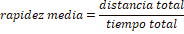 rapidez media = distancia total / tiempo total